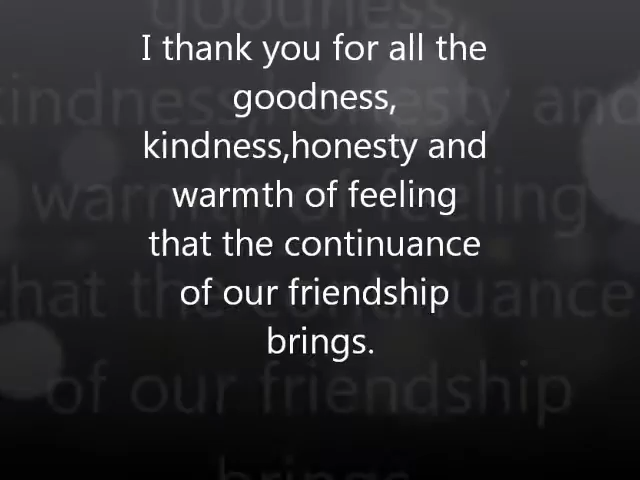 I thank you for all the
goodness,
kindness,honesty and
warmth of feeling
that the continuance
of our friendship
brings.